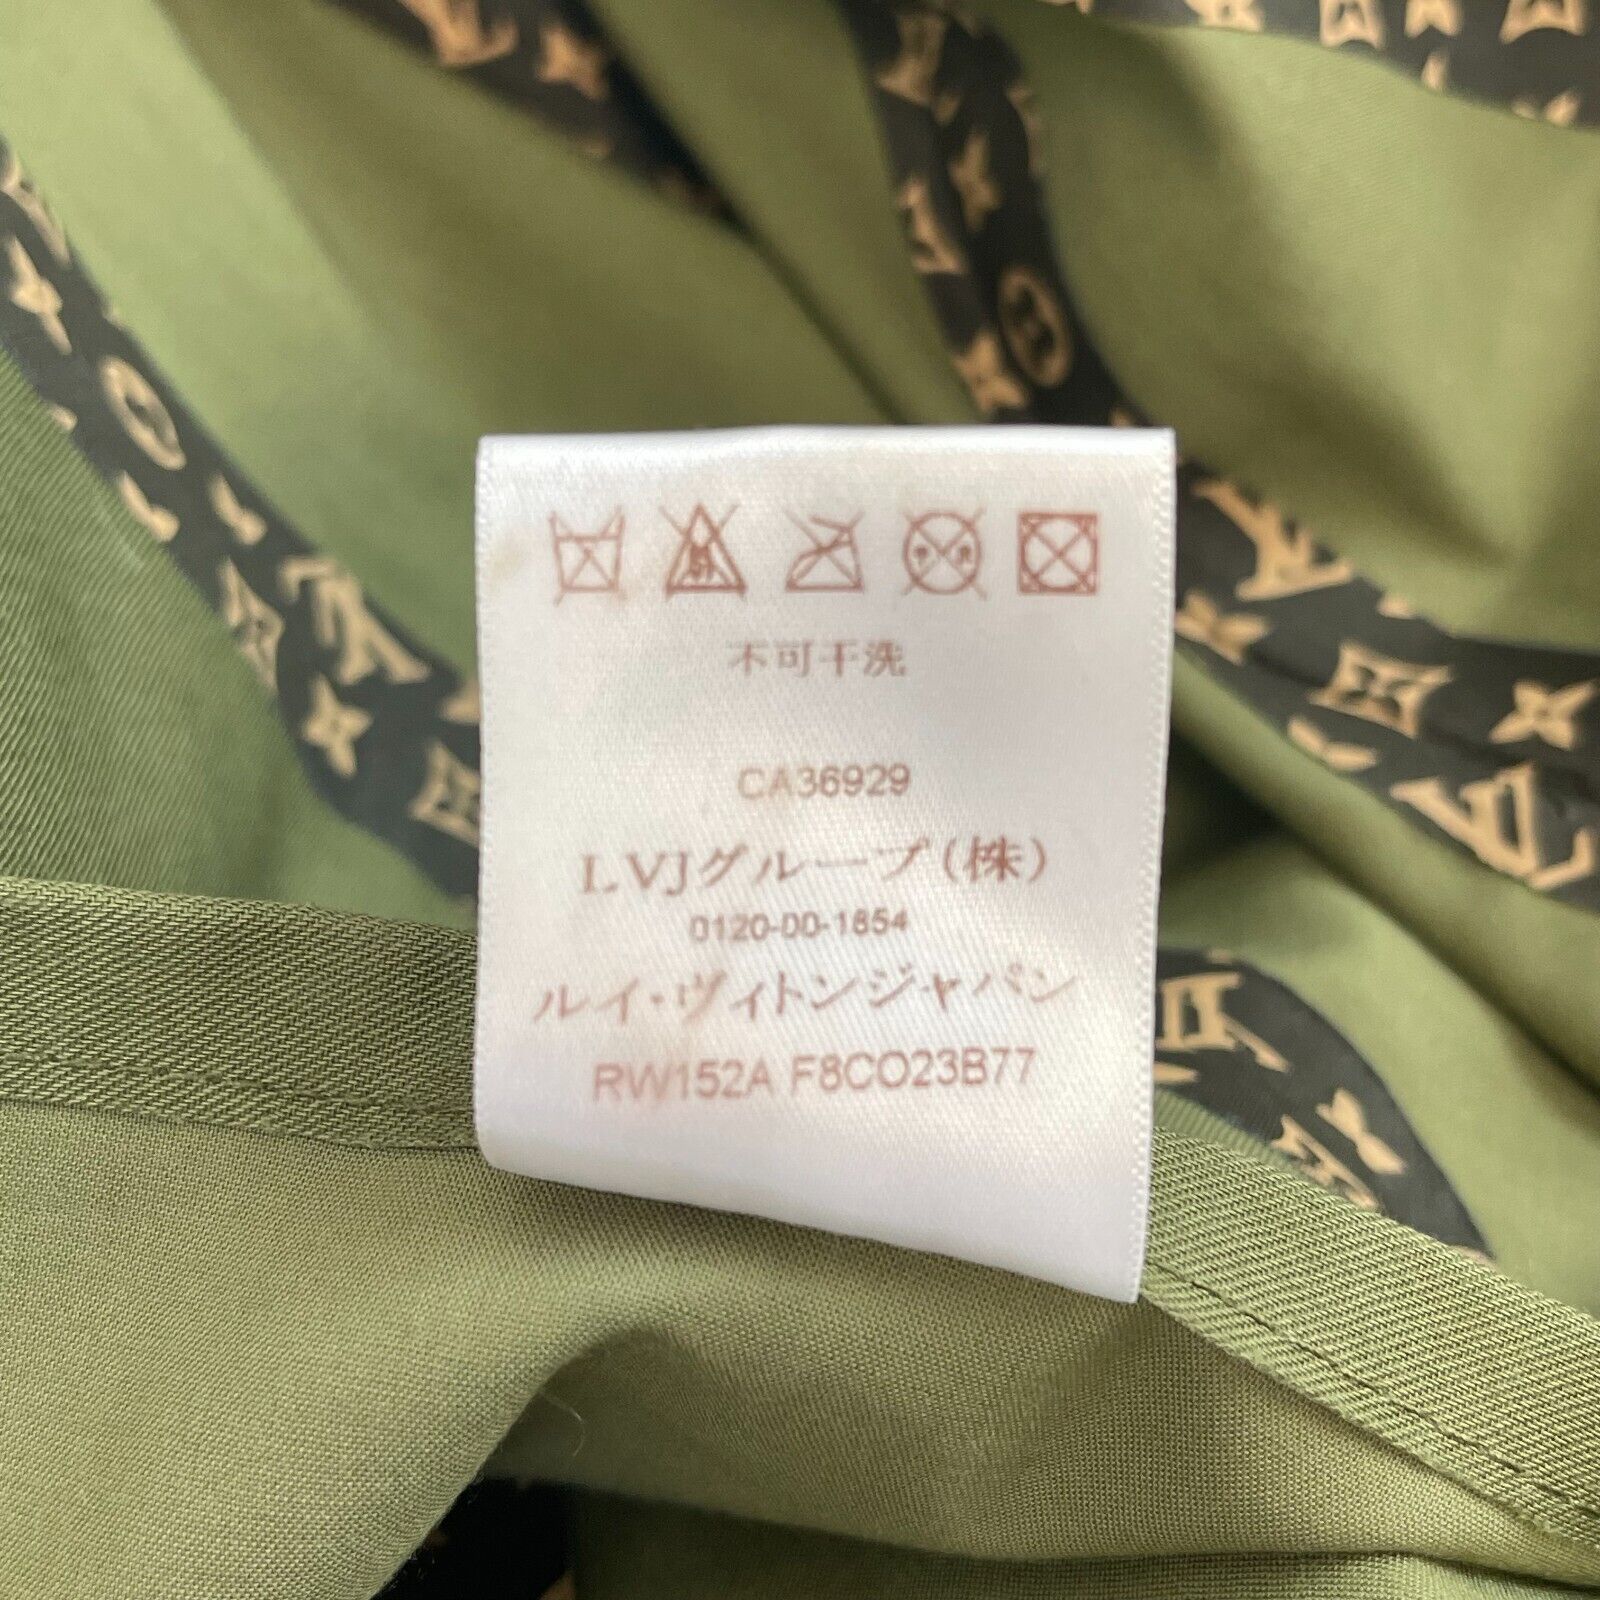 不可干洗
CA36929
LVJグループ(株)
0120-00-1854
ルイ・ヴィトンジャパン
RW152A F8CO23B77